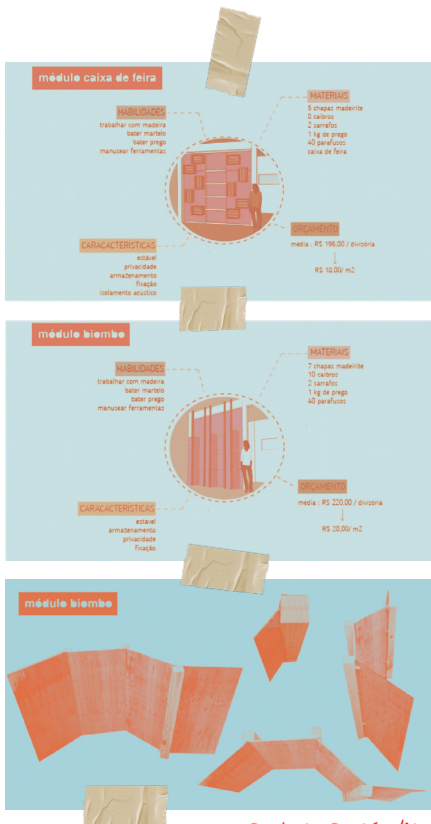 módulo caixa de feira
HABILIDADES
trabalhar com madeira
bater martelo
bater prego
manusear ferramentas
MATERIAIS
5 chapas madeirite
8 caibros
2 sarrafos
1 kg de prego
40 parafusos
caixa de feira
CARACACTERÍSTICAS
estável
privacidade
armazenamento
fixação
isolamento acústico
ORÇAMENTO
média : R$ 196,00 / divisória
R$ 18,00/ m2
módulo biombo
HABILIDADES
trabalhar com madeira
bater martelo
bater prego
manusear ferramentas
MATERIAIS
7 chapas madeirite
10 caibros
2 sarrafos
1 kg de prego
40 parafusos
CARACACTERÍSTICAS
estável
armazenamento
privacidade
fixação
ORÇAMENTO
média : R$ 220,00 / divisória
R$ 20,00/ m2
módulo biombo